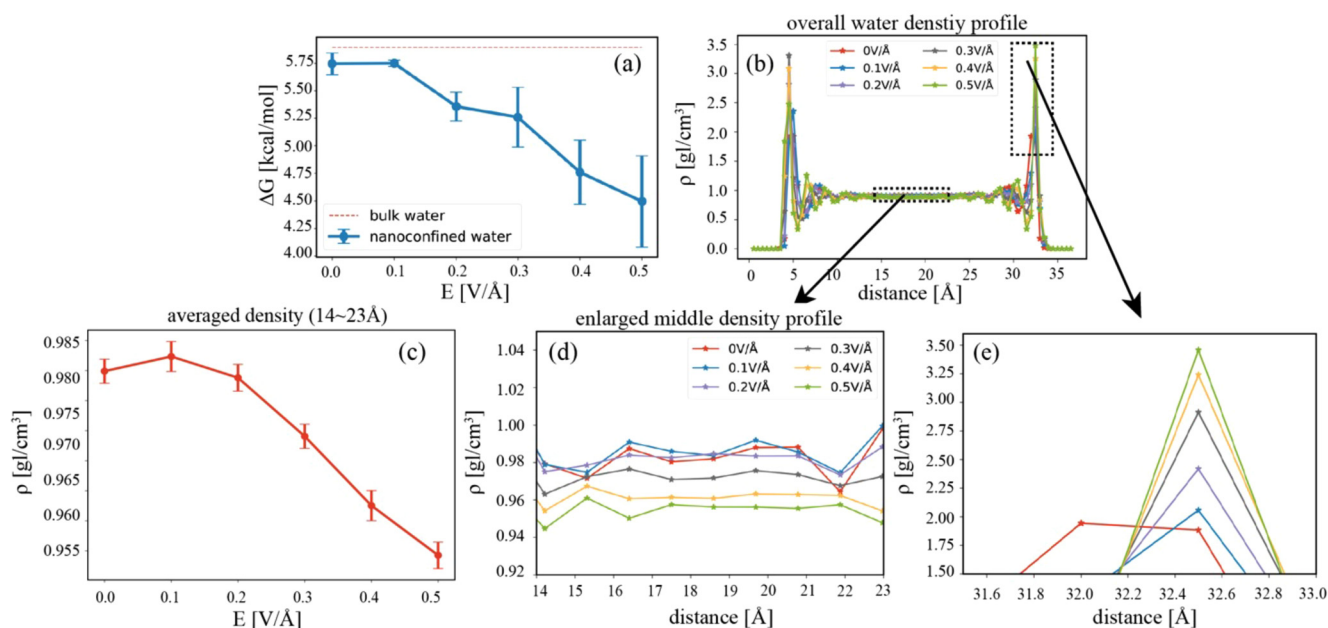 overall water denstiy profile
(a)
ΔG [kcal/mol]
5.75
5.50
5.25
5.00
4.75
4.50
4.25
4.00
bulk water
nanoconfined water
0.0 0.1 0.2 0.3 0.4 0.5
E [V/Å]
(b)
ρ [gl/cm³]
3.5
3.0
2.5
2.0
1.5
1.0
0.5
0.0
0V/Å 0.3V/Å
0.1V/Å 0.4V/Å
0.2V/Å 0.5V/Å
0 5 10 15 20 25 30 35
distance [Å]
averaged density (14~23Å)
(c)
ρ [gl/cm³]
0.985
0.980
0.975
0.970
0.965
0.960
0.955
0.0 0.1 0.2 0.3 0.4 0.5
E [V/Å]
enlarged middle density profile
(d)
ρ [gl/cm³]
1.04
1.02
1.00
0.98
0.96
0.94
0.92
0V/Å 0.3V/Å
0.1V/Å 0.4V/Å
0.2V/Å 0.5V/Å
14 15 16 17 18 19 20 21 22 23
distance [Å]
(e)
ρ [gl/cm³]
3.50
3.25
3.00
2.75
2.50
2.25
2.00
1.75
1.50
31.6 31.8 32.0 32.2 32.4 32.6 32.8 33.0
distance [Å]